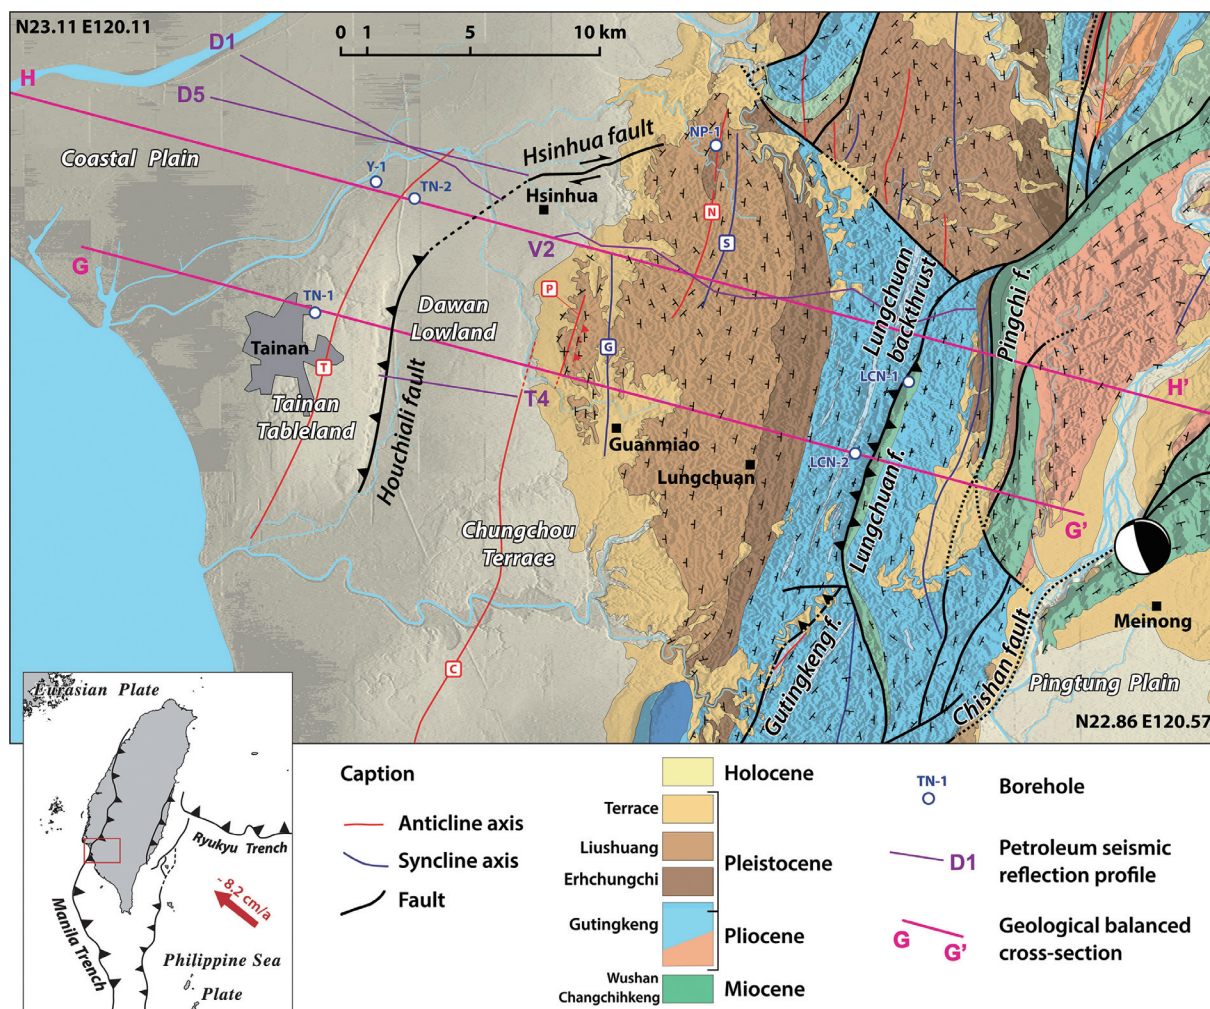 N23.11 E120.11
D1
0 1 5 10 km
H
D5
Hsinhua fault
NP-1
Coastal Plain
Y-1
TN-2
Hsinhua
N
S
V2
G
TN-1
P
Dawan
Lowland
Lungchuan
backthrust
Pingchi f.
Tainan
T
G
LCN-1
H'
Tainan
Tableland
Houchiali fault
T4
Guanmiao
Lungchuan
LCN-2
Lungchuan f.
G'
Chungchou
Terrace
Meinong
C
Gutingkeng f.
Chishan fault
Pingtung Plain
N22.86 E120.57
Eurasian Plate
Ryukyu Trench
~ 8.2 cm/a
Manila Trench
Philippine Sea
Plate
Caption
Anticline axis
Syncline axis
Fault
Holocene
Terrace
Liushuang
Pleistocene
Erhchungchi
Gutingkeng
Pliocene
Wushan
Changchihkeng
Miocene
TN-1
Borehole
D1
Petroleum seismic
reflection profile
G
G'
Geological balanced
cross-section